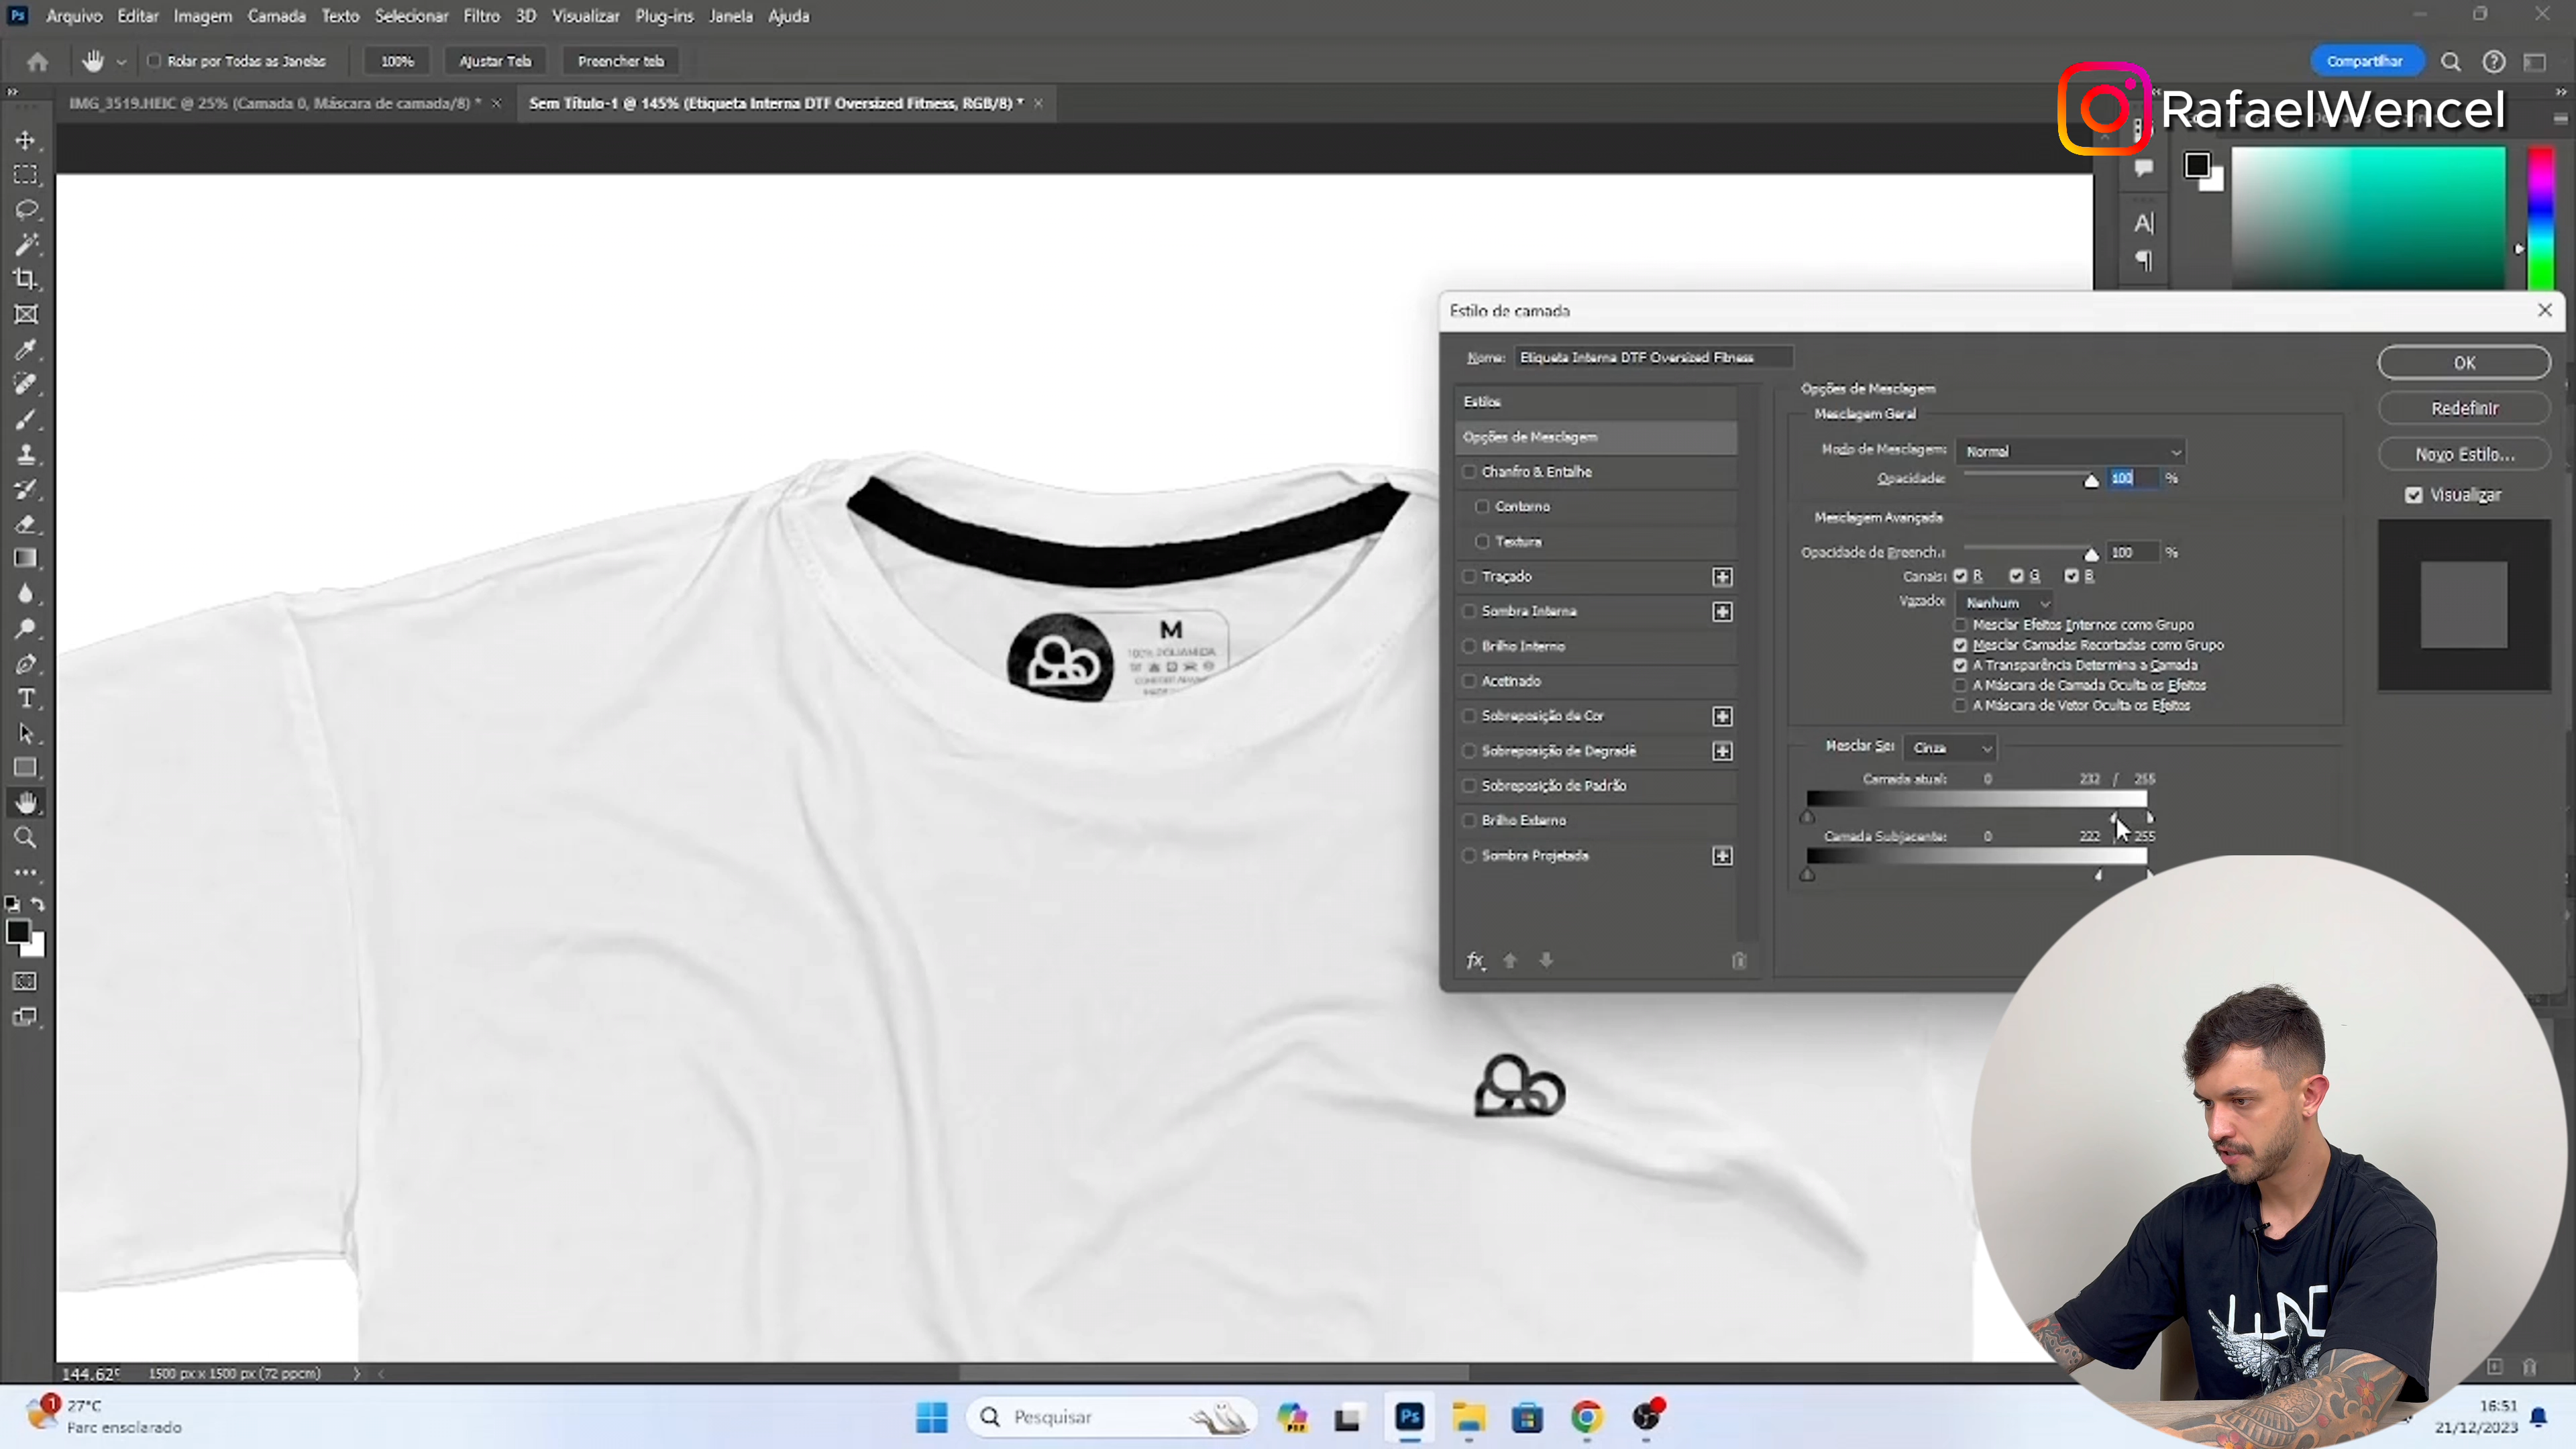 Ps Arquivo Editar Imagem Camada Texto Selecionar Filtro 3D Visualizar Plug-ins Janela Ajuda
Rolar por Todas as Janelas 100% Ajustar Tela Preencher tela Compartilhar
IMG_3519.HEIC @ 25% (Camada 0, Máscara de camada/8) * Sem Título-1 @ 145% (Etiqueta Interna DTF Oversized Fitness, RGB/8) *
RafaelWencel
Estilo de camada
Nome: Etiqueta Interna DTF Oversized Fitness
OK
Redefinir
Novo Estilo...
Visualizar
Estilos
Opções de Mesclagem
Chanfro & Entalhe
Contorno
Textura
Traçado
Sombra Interna
Brilho Interno
Acetinado
Sobreposição de Cor
Sobreposição de Degradê
Sobreposição de Padrão
Brilho Externo
Sombra Projetada
fx
Opções de Mesclagem
Mesclagem Geral
Modo de Mesclagem: Normal
Opacidade: 100 %
Mesclagem Avançada
Opacidade de Preench.: 100 %
Canais: R G B
Vazado: Nenhum
Mesclar Efeitos Internos como Grupo
Mesclar Camadas Recortadas como Grupo
A Transparência Determina a Camada
A Máscara de Camada Oculta os Efeitos
A Máscara de Vetor Oculta os Efeitos
Mesclar Se: Cinza
Camada atual: 0 232 / 255
Camada Subjacente: 0 222 / 255
M
100% POLIAMIDA
144.62% 1500 px x 1500 px (72 ppcm)
1
27°C
Parc ensolarado
Pesquisar
Ps
16:51
21/12/2023